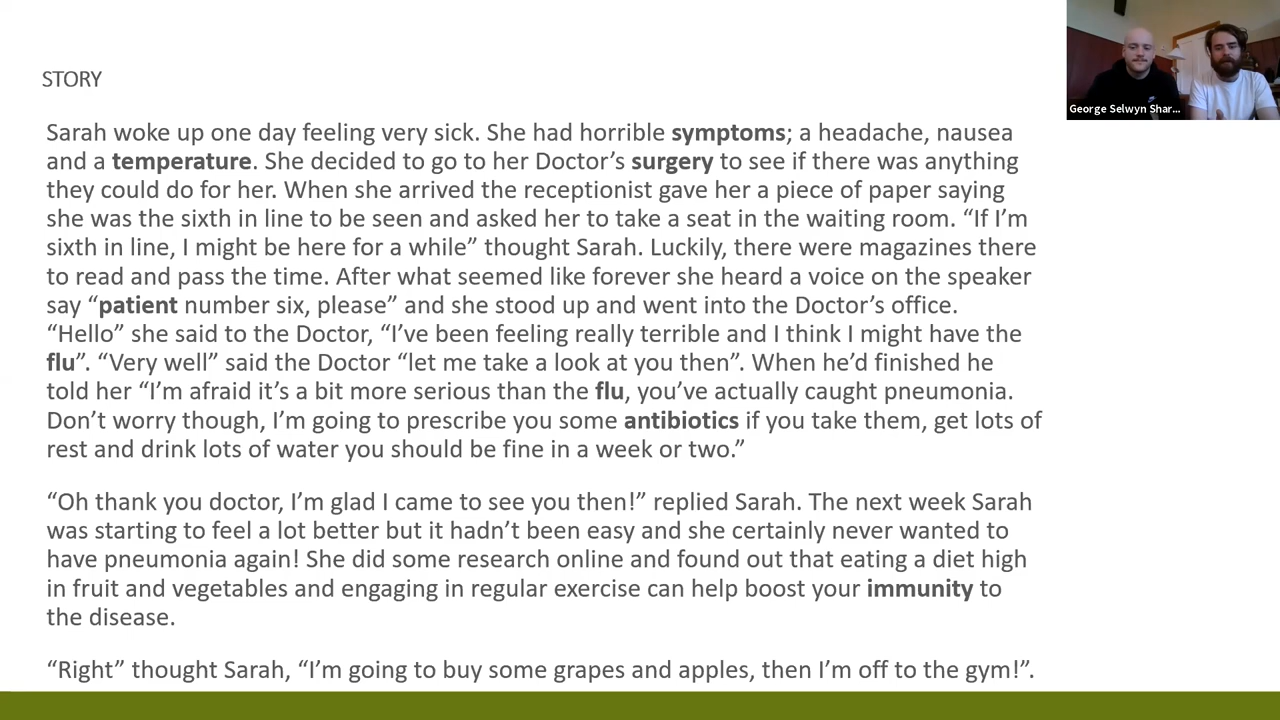 STORY
George Selwyn Shar...
Sarah woke up one day feeling very sick. She had horrible symptoms; a headache, nausea
and a temperature. She decided to go to her Doctor’s surgery to see if there was anything
they could do for her. When she arrived the receptionist gave her a piece of paper saying
she was the sixth in line to be seen and asked her to take a seat in the waiting room. “If I’m
sixth in line, I might be here for a while” thought Sarah. Luckily, there were magazines there
to read and pass the time. After what seemed like forever she heard a voice on the speaker
say “patient number six, please” and she stood up and went into the Doctor’s office.
“Hello” she said to the Doctor, “I’ve been feeling really terrible and I think I might have the
flu”. “Very well” said the Doctor “let me take a look at you then”. When he’d finished he
told her “I’m afraid it’s a bit more serious than the flu, you’ve actually caught pneumonia.
Don’t worry though, I’m going to prescribe you some antibiotics if you take them, get lots of
rest and drink lots of water you should be fine in a week or two.”
“Oh thank you doctor, I’m glad I came to see you then!” replied Sarah. The next week Sarah
was starting to feel a lot better but it hadn’t been easy and she certainly never wanted to
have pneumonia again! She did some research online and found out that eating a diet high
in fruit and vegetables and engaging in regular exercise can help boost your immunity to
the disease.
“Right” thought Sarah, “I’m going to buy some grapes and apples, then I’m off to the gym!”.